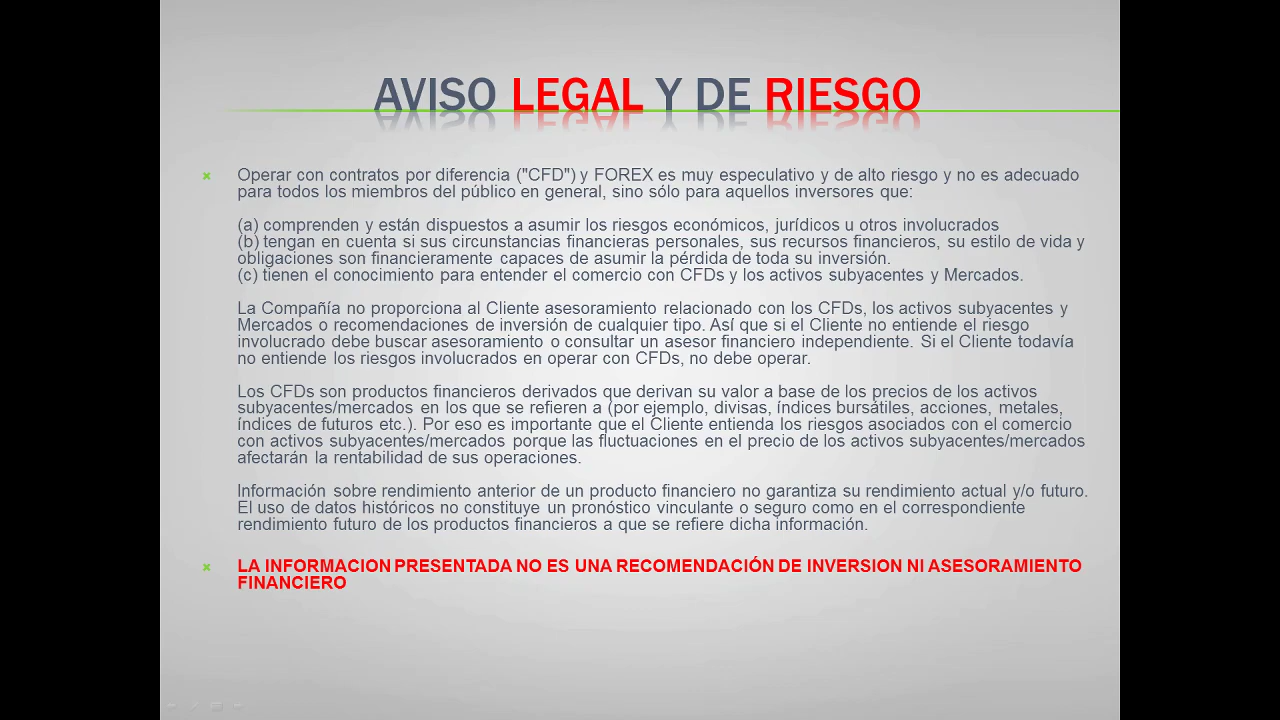 AVISO LEGAL Y DE RIESGO
Operar con contratos por diferencia ("CFD") y FOREX es muy especulativo y de alto riesgo y no es adecuado
para todos los miembros del público en general, sino sólo para aquellos inversores que:
(a) comprenden y están dispuestos a asumir los riesgos económicos, jurídicos u otros involucrados
(b) tengan en cuenta si sus circunstancias financieras personales, sus recursos financieros, su estilo de vida y
obligaciones son financieramente capaces de asumir la pérdida de toda su inversión.
(c) tienen el conocimiento para entender el comercio con CFDs y los activos subyacentes y Mercados.
La Compañía no proporciona al Cliente asesoramiento relacionado con los CFDs, los activos subyacentes y
Mercados o recomendaciones de inversión de cualquier tipo. Así que si el Cliente no entiende el riesgo
involucrado debe buscar asesoramiento o consultar un asesor financiero independiente. Si el Cliente todavía
no entiende los riesgos involucrados en operar con CFDs, no debe operar.
Los CFDs son productos financieros derivados que derivan su valor a base de los precios de los activos
subyacentes/mercados en los que se refieren a (por ejemplo, divisas, índices bursátiles, acciones, metales,
índices de futuros etc.). Por eso es importante que el Cliente entienda los riesgos asociados con el comercio
con activos subyacentes/mercados porque las fluctuaciones en el precio de los activos subyacentes/mercados
afectarán la rentabilidad de sus operaciones.
Información sobre rendimiento anterior de un producto financiero no garantiza su rendimiento actual y/o futuro.
El uso de datos históricos no constituye un pronóstico vinculante o seguro como en el correspondiente
rendimiento futuro de los productos financieros a que se refiere dicha información.
LA INFORMACION PRESENTADA NO ES UNA RECOMENDACIÓN DE INVERSION NI ASESORAMIENTO
FINANCIERO